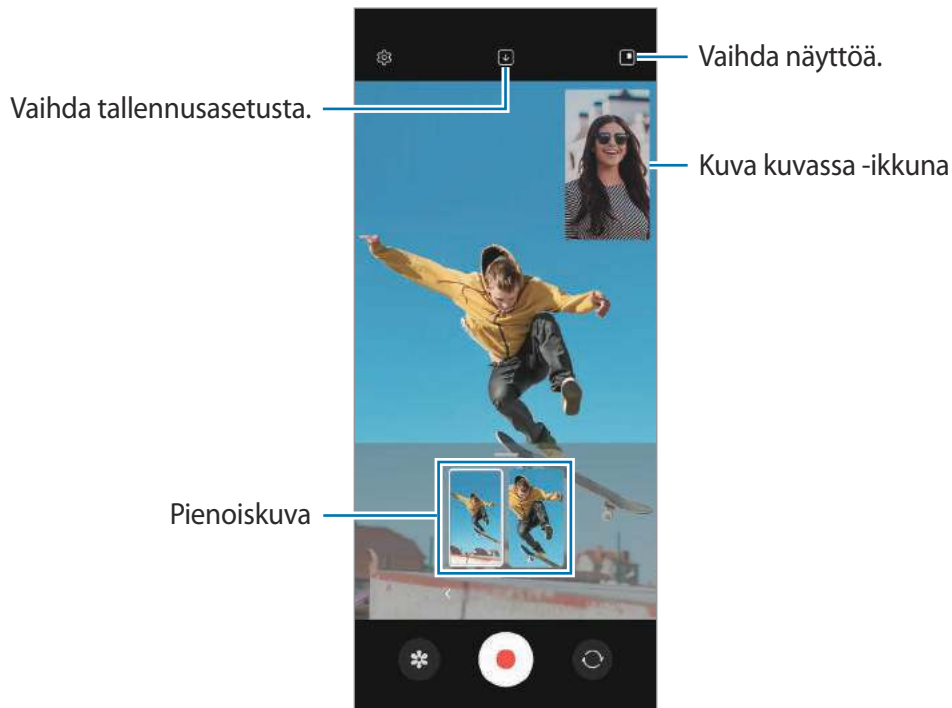 Vaihda näyttöä.
Vaihda tallennusasetusta.
Kuva kuvassa -ikkuna
Pienoiskuva